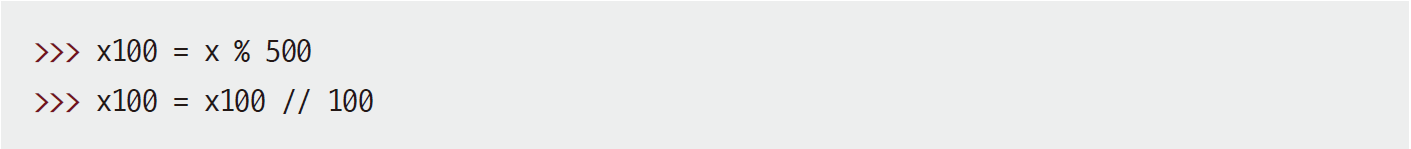 >>> x100 = x % 500
>>> x100 = x100 // 100